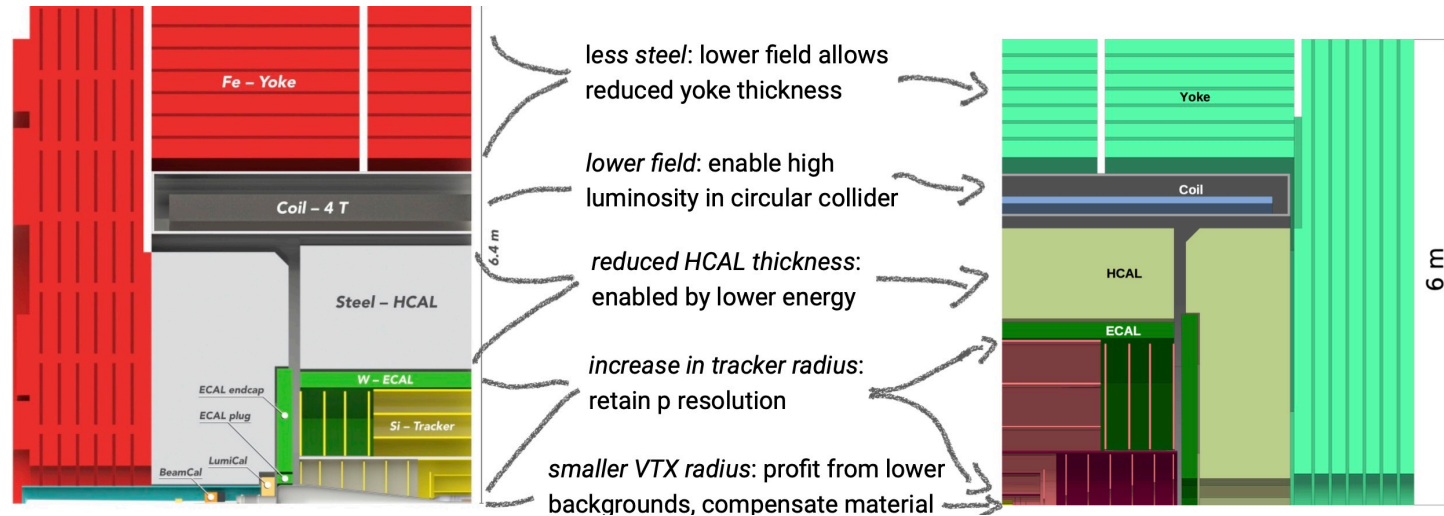 Fe – Yoke
Coil – 4 T
6.4 m
Steel – HCAL
W – ECAL
ECAL endcap
ECAL plug
Si – Tracker
LumiCal
BeamCal
less steel: lower field allows
reduced yoke thickness
lower field: enable high
luminosity in circular collider
reduced HCAL thickness:
enabled by lower energy
increase in tracker radius:
retain p resolution
smaller VTX radius: profit from lower
backgrounds, compensate material
Yoke
Coil
HCAL
ECAL
6 m